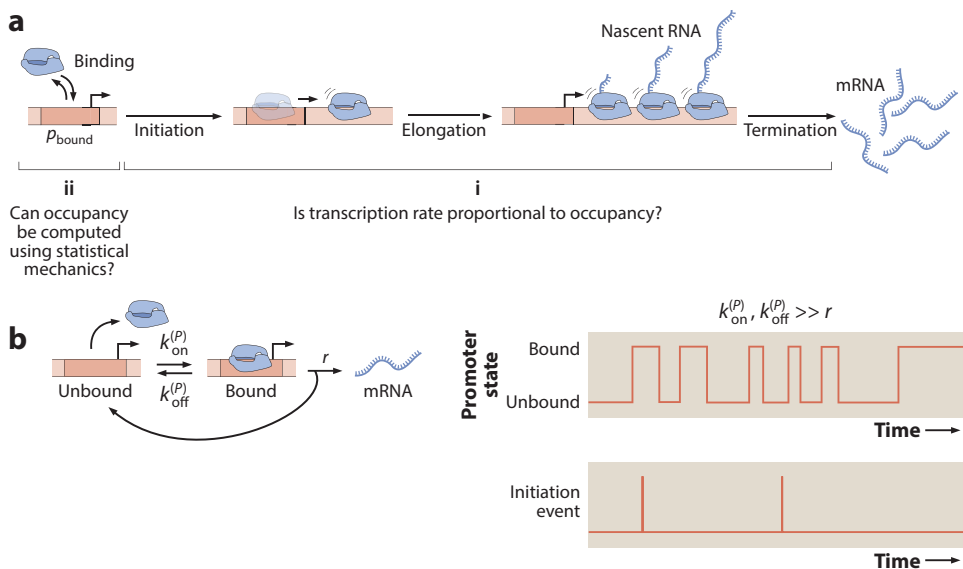 a
Binding
Nascent RNA
mRNA
p_bound
Initiation
Elongation
Termination
ii
i
Can occupancy
be computed
using statistical
mechanics?
Is transcription rate proportional to occupancy?
b
k_on^(P)
k_off^(P)
r
Unbound
Bound
mRNA
k_on^(P), k_off^(P) >> r
Promoter
state
Bound
Unbound
Time
Initiation
event
Time